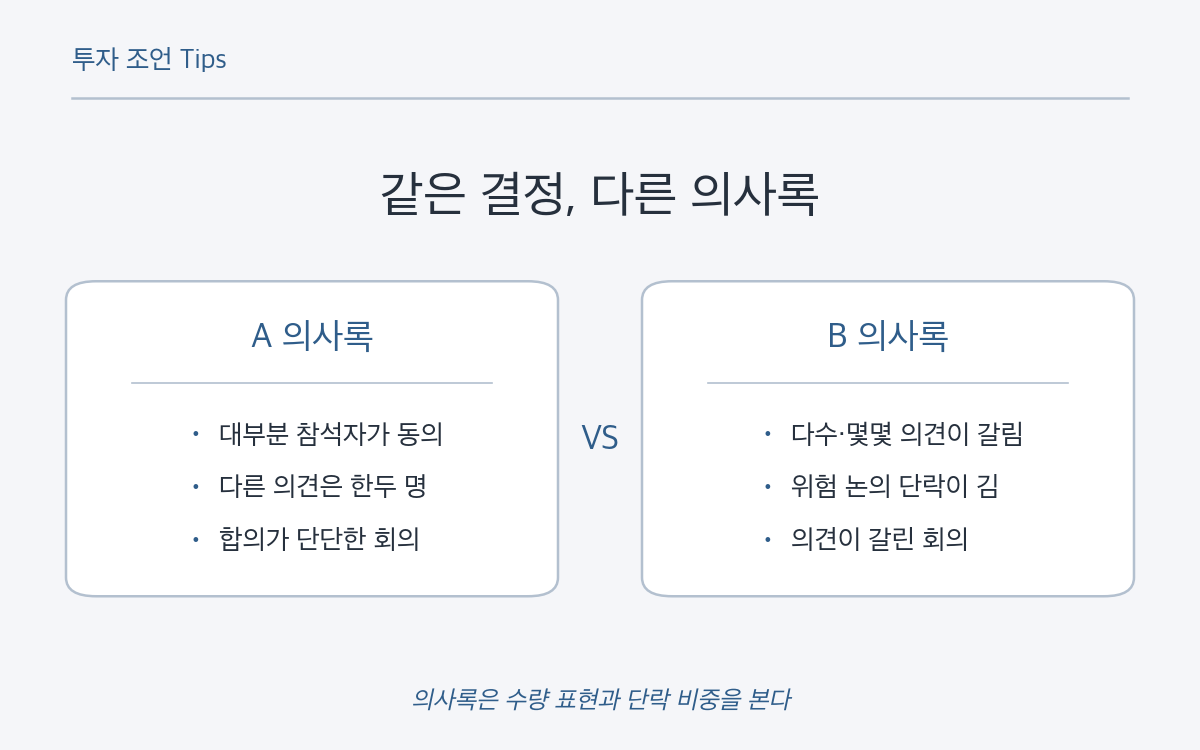 투자 조언 Tips
같은 결정, 다른 의사록
A 의사록
• 대부분 참석자가 동의
• 다른 의견은 한두 명
• 합의가 단단한 회의
VS
B 의사록
• 다수·몇몇 의견이 갈림
• 위험 논의 단락이 김
• 의견이 갈린 회의
의사록은 수량 표현과 단락 비중을 본다